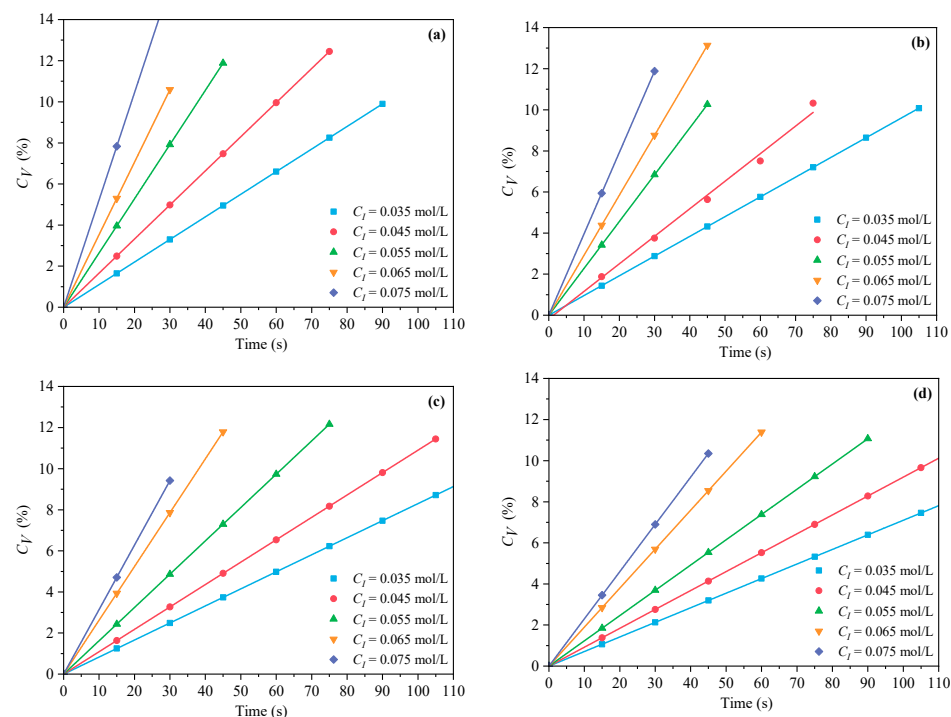 14
12
10
8
6
4
2
0
C_V (%)
(a)
C_I = 0.035 mol/L
C_I = 0.045 mol/L
C_I = 0.055 mol/L
C_I = 0.065 mol/L
C_I = 0.075 mol/L
0 10 20 30 40 50 60 70 80 90 100 110
Time (s)
14
12
10
8
6
4
2
0
C_V (%)
(b)
C_I = 0.035 mol/L
C_I = 0.045 mol/L
C_I = 0.055 mol/L
C_I = 0.065 mol/L
C_I = 0.075 mol/L
0 10 20 30 40 50 60 70 80 90 100 110
Time (s)
14
12
10
8
6
4
2
0
C_V (%)
(c)
C_I = 0.035 mol/L
C_I = 0.045 mol/L
C_I = 0.055 mol/L
C_I = 0.065 mol/L
C_I = 0.075 mol/L
0 10 20 30 40 50 60 70 80 90 100 110
Time (s)
14
12
10
8
6
4
2
0
C_V (%)
(d)
C_I = 0.035 mol/L
C_I = 0.045 mol/L
C_I = 0.055 mol/L
C_I = 0.065 mol/L
C_I = 0.075 mol/L
0 10 20 30 40 50 60 70 80 90 100 110
Time (s)